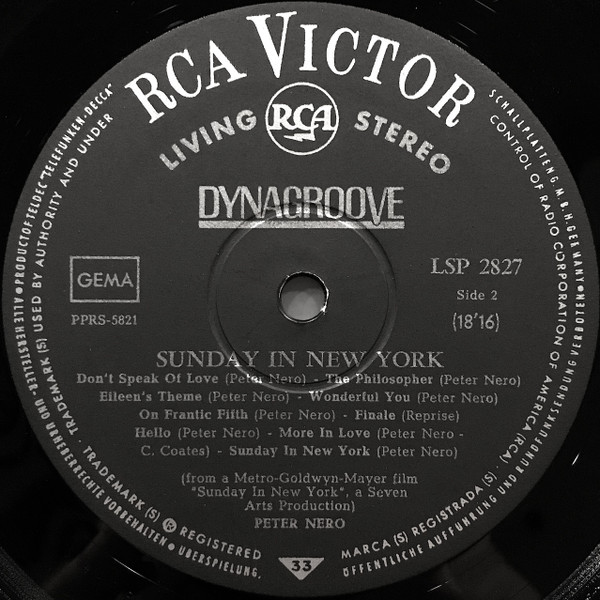 RCA VICTOR
LIVING STEREO
RCA
DYNAGROOVE
GEMA
LSP 2827
Side 2
PPRS-5821
(18'16)
SUNDAY IN NEW YORK
Don't Speak Of Love (Peter Nero) - The Philosopher (Peter Nero)
Eileen's Theme (Peter Nero) - Wonderful You (Peter Nero)
On Frantic Fifth (Peter Nero) - Finale (Reprise)
Hello (Peter Nero) - More In Love (Peter Nero -
C. Coates) - Sunday In New York (Peter Nero)
(from a Metro-Goldwyn-Mayer film
"Sunday In New York", a Seven
Arts Production)
PETER NERO
33
TRADEMARK (S) ® REGISTERED
MARCA (S) REGISTRADA (S)
TRADEMARK (S) USED BY AUTHORITY AND UNDER
CONTROL OF RADIO CORPORATION OF AMERICA (RCA)
PRODUCT OF TELDEC "TELEFUNKEN-DECCA"
SCHALLPLATTEN G.M.B.H. GERMANY
ALLE HERSTELLER- UND URHEBERRECHTE VORBEHALTEN • ÜBERSPIELUNG,
ÖFFENTLICHE AUFFÜHRUNG UND RUNDFUNKSENDUNG VERBOTEN